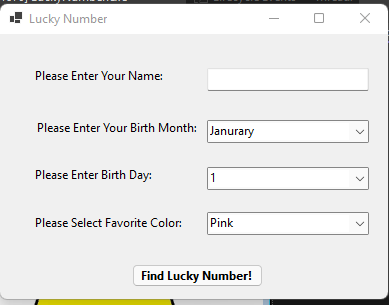 Lucky Number
Please Enter Your Name:
Please Enter Your Birth Month:
Janurary
Please Enter Birth Day:
1
Please Select Favorite Color:
Pink
Find Lucky Number!